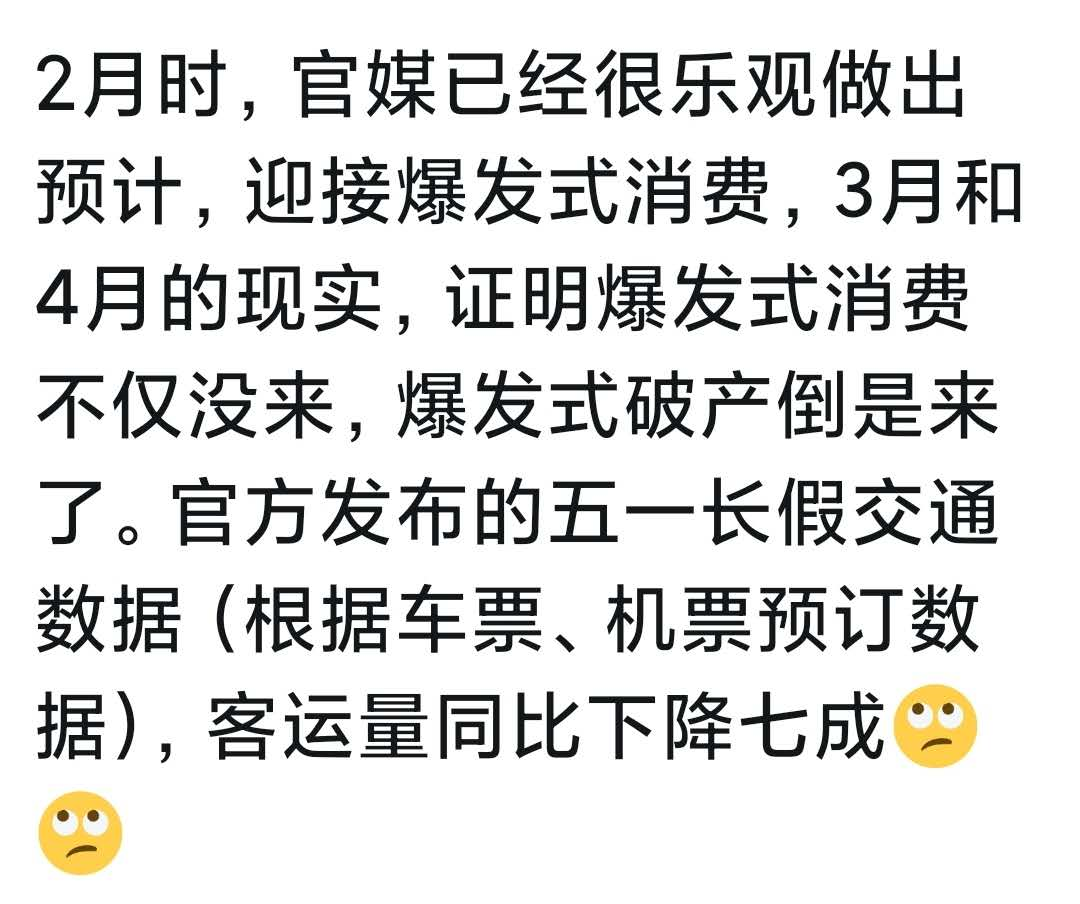 2月时，官媒已经很乐观做出
预计，迎接爆发式消费，3月和
4月的现实，证明爆发式消费
不仅没来，爆发式破产倒是来
了。官方发布的五一长假交通
数据（根据车票、机票预订数
据），客运量同比下降七成🙄
🙄